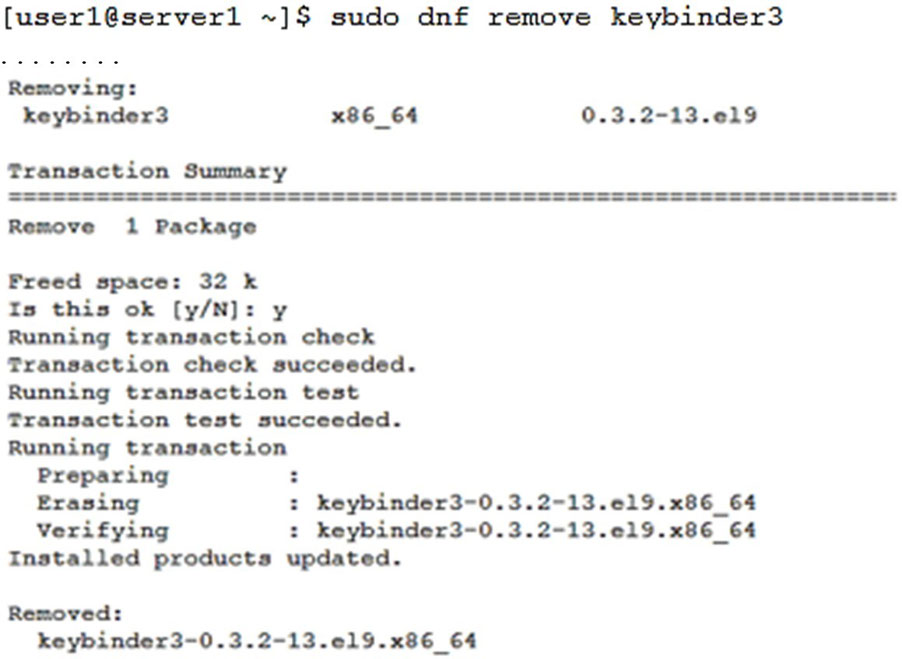 [user1@server1 ~]$ sudo dnf remove keybinder3
........
Removing:
keybinder3 x86_64 0.3.2-13.el9
Transaction Summary
================================================================
Remove 1 Package
Freed space: 32 k
Is this ok [y/N]: y
Running transaction check
Transaction check succeeded.
Running transaction test
Transaction test succeeded.
Running transaction
Preparing :
Erasing : keybinder3-0.3.2-13.el9.x86_64
Verifying : keybinder3-0.3.2-13.el9.x86_64
Installed products updated.
Removed:
keybinder3-0.3.2-13.el9.x86_64